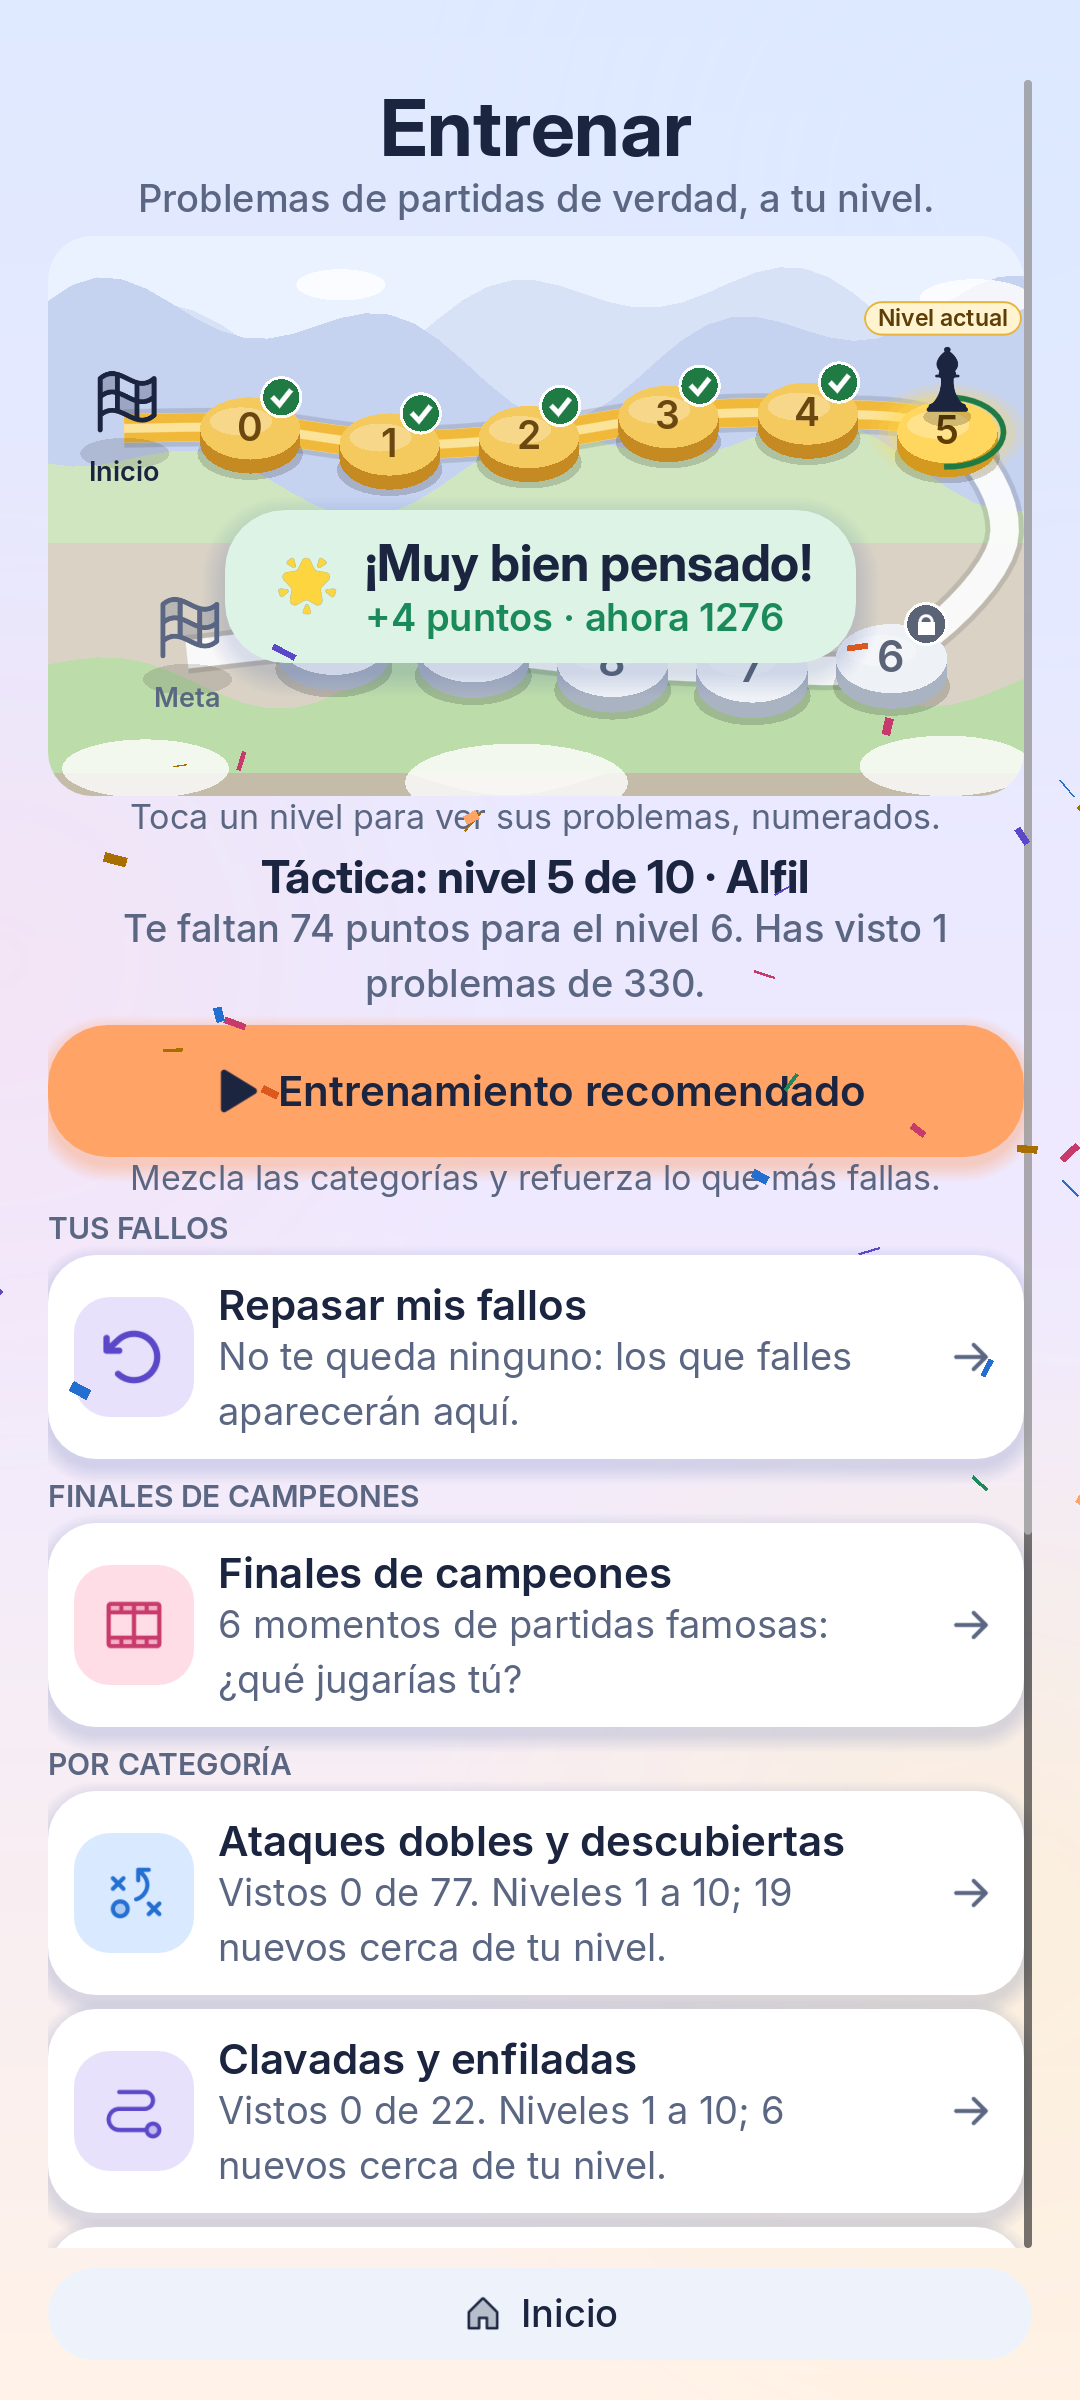 Entrenar
Problemas de partidas de verdad, a tu nivel.
Nivel actual
0
1
2
3
4
5
Inicio
¡Muy bien pensado!
+4 puntos · ahora 1276
Meta
8
7
6
Toca un nivel para ver sus problemas, numerados.
Táctica: nivel 5 de 10 · Alfil
Te faltan 74 puntos para el nivel 6. Has visto 1
problemas de 330.
Entrenamiento recomendado
Mezcla las categorías y refuerza lo que más fallas.
TUS FALLOS
Repasar mis fallos
No te queda ninguno: los que falles
aparecerán aquí.
FINALES DE CAMPEONES
Finales de campeones
6 momentos de partidas famosas:
¿qué jugarías tú?
POR CATEGORÍA
Ataques dobles y descubiertas
Vistos 0 de 77. Niveles 1 a 10; 19
nuevos cerca de tu nivel.
Clavadas y enfiladas
Vistos 0 de 22. Niveles 1 a 10; 6
nuevos cerca de tu nivel.
Inicio